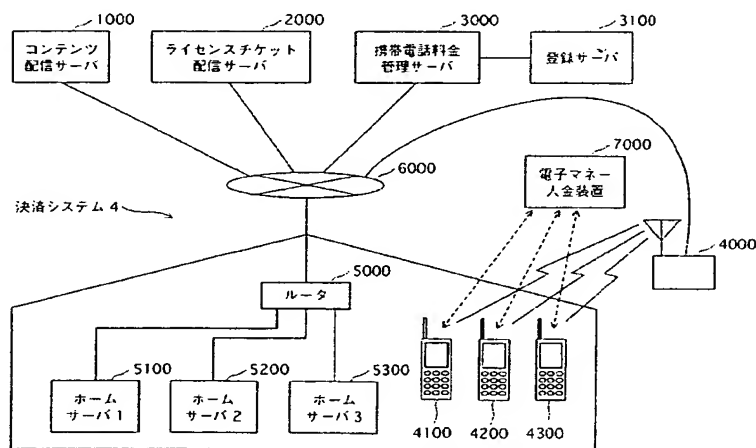 1000
コンテンツ
配信サーバ
2000
ライセンスチケット
配信サーバ
3000
携帯電話料金
管理サーバ
3100
登録サーバ
6000
7000
電子マネー
入金装置
決済システム 4
4000
5000
ルータ
5100
ホーム
サーバ 1
5200
ホーム
サーバ 2
5300
ホーム
サーバ 3
4100
4200
4300